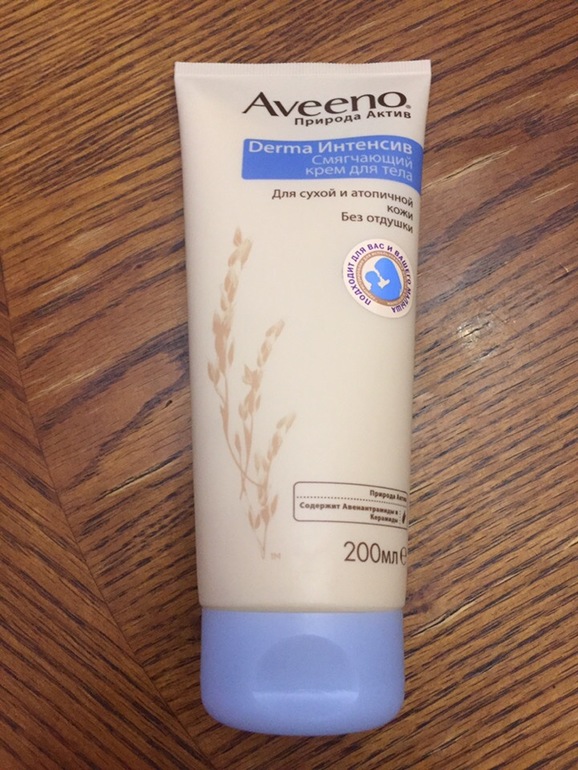 Aveeno®
Природа Актив
Derma Интенсив
Смягчающий
крем для тела
Для сухой и атопичной
кожи
Без отдушки
ПОДХОДИТ ДЛЯ ВАС И ВАШЕГО МАЛЫША
Природа Актив
Содержит Авенантрамиды и
Керамиды
200мл e